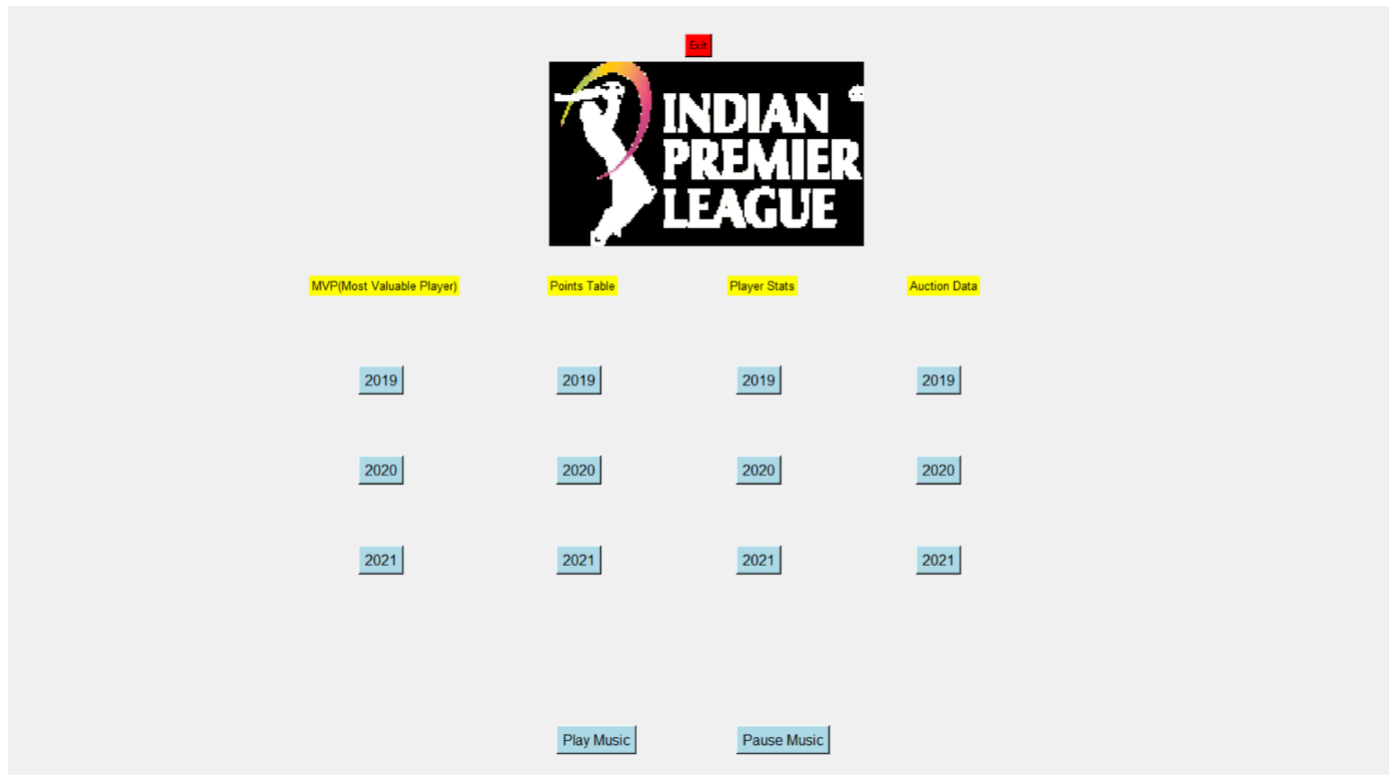 Exit
INDIAN
PREMIER
LEAGUE
MVP(Most Valuable Player) Points Table Player Stats Auction Data
2019 2019 2019 2019
2020 2020 2020 2020
2021 2021 2021 2021
Play Music Pause Music